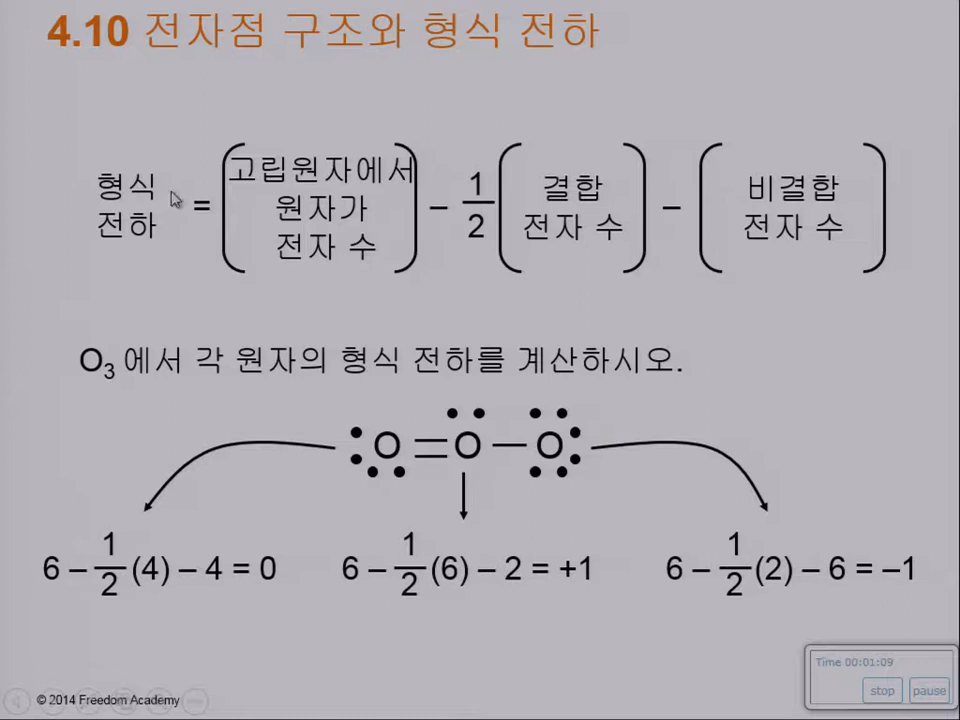 4.10 전자점 구조와 형식 전하
형식 전하 = (고립원자에서 원자가 전자 수) – 1/2 (결합 전자 수) – (비결합 전자 수)
O₃ 에서 각 원자의 형식 전하를 계산하시오.
O = O – O
6 – 1/2 (4) – 4 = 0
6 – 1/2 (6) – 2 = +1
6 – 1/2 (2) – 6 = –1
Time 00:01:09
stop pause
© 2014 Freedom Academy